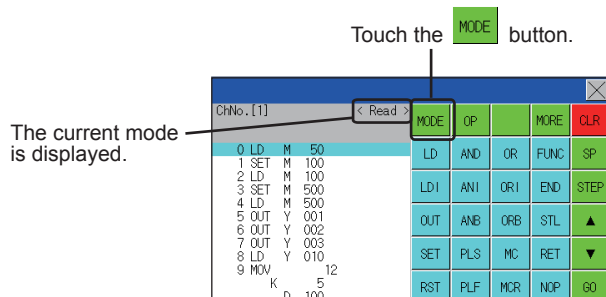 Touch the MODE button.
ChNo.[1] < Read >
MODE OP MORE CLR
The current mode
is displayed.
0 LD M 50
1 SET M 100
2 LD M 100
3 SET M 500
4 LD M 500
5 OUT Y 001
6 OUT Y 002
7 OUT Y 003
8 LD Y 010
9 MOV 12
K 5
D 100
LD AND OR FUNC SP
LDI ANI ORI END STEP
OUT ANB ORB STL ▲
SET PLS MC RET ▼
RST PLF MCR NOP GO